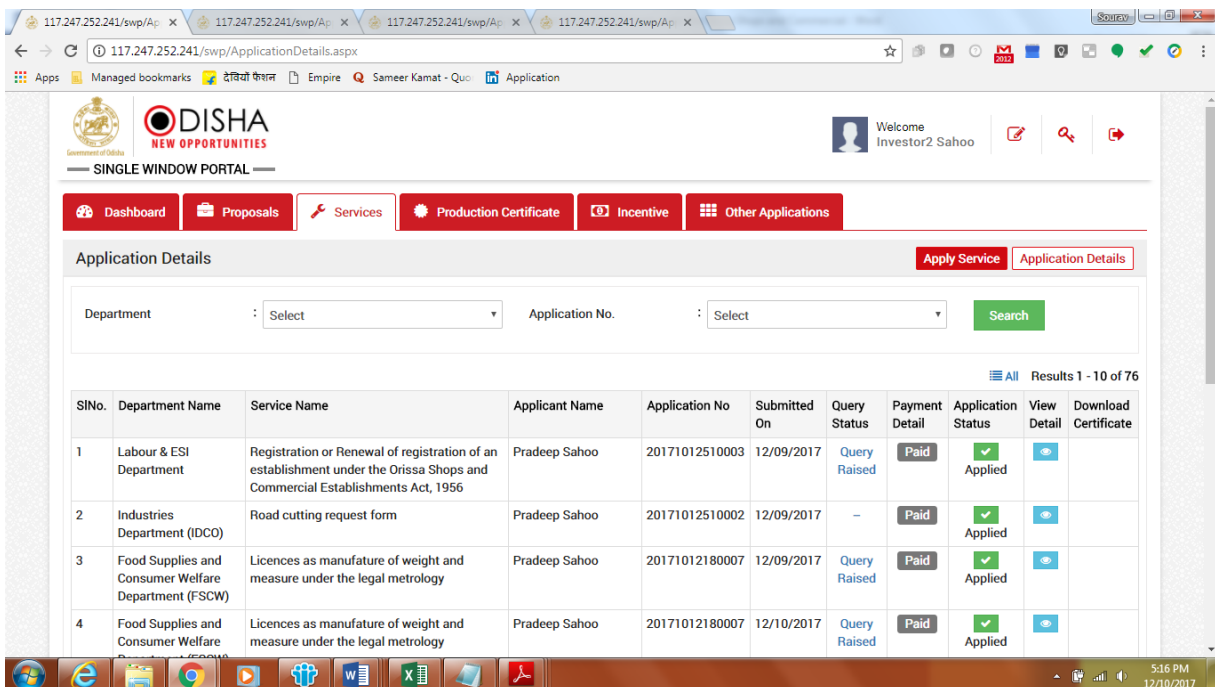 117.247.252.241/swp/Ap 117.247.252.241/swp/Ap 117.247.252.241/swp/Ap 117.247.252.241/swp/Ap Sourav
117.247.252.241/swp/ApplicationDetails.aspx
2012
Apps Managed bookmarks देवियों फैशन Empire Sameer Kamat - Quo Application
ODISHA
NEW OPPORTUNITIES
Government of Odisha
SINGLE WINDOW PORTAL
Welcome
Investor2 Sahoo
Dashboard Proposals Services Production Certificate Incentive Other Applications
Application Details Apply Service Application Details
Department : Select Application No. : Select Search
All Results 1 - 10 of 76
SlNo. Department Name Service Name Applicant Name Application No Submitted On Query Status Payment Detail Application Status View Detail Download Certificate
1 Labour & ESI Department Registration or Renewal of registration of an establishment under the Orissa Shops and Commercial Establishments Act, 1956 Pradeep Sahoo 20171012510003 12/09/2017 Query Raised Paid Applied
2 Industries Department (IDCO) Road cutting request form Pradeep Sahoo 20171012510002 12/09/2017 – Paid Applied
3 Food Supplies and Consumer Welfare Department (FSCW) Licences as manufature of weight and measure under the legal metrology Pradeep Sahoo 20171012180007 12/09/2017 Query Raised Paid Applied
4 Food Supplies and Consumer Welfare Licences as manufature of weight and measure under the legal metrology Pradeep Sahoo 20171012180007 12/10/2017 Query Raised Paid Applied
5:16 PM
12/10/2017